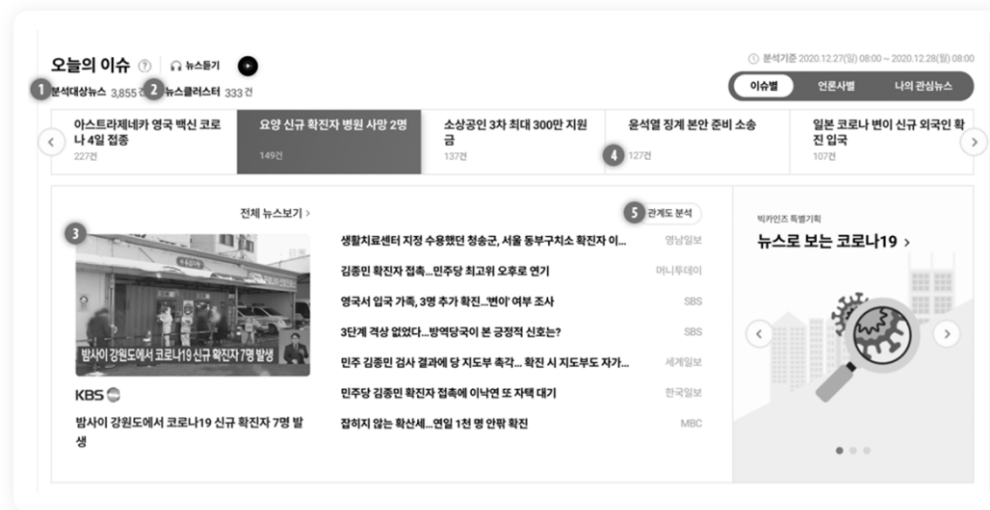 오늘의 이슈 ? 뉴스듣기
분석기준 2020.12.27(일) 08:00 ~ 2020.12.28(월) 08:00
1 분석대상뉴스 3,855 건 2 뉴스클러스터 333 건
이슈별 언론사별 나의 관심뉴스
아스트라제네카 영국 백신 코로
나 4일 접종
227건
요양 신규 확진자 병원 사망 2명
149건
소상공인 3차 최대 300만 지원
금
137건
윤석열 징계 본안 준비 소송
4 127건
일본 코로나 변이 신규 외국인 확
진 입국
107건
전체 뉴스보기 >
3
밤사이 강원도에서 코로나19 신규 확진자 7명 발생
KBS
밤사이 강원도에서 코로나19 신규 확진자 7명 발
생
5 관계도 분석
생활치료센터 지정 수용했던 청송군, 서울 동부구치소 확진자 이... 영남일보
김종민 확진자 접촉...민주당 최고위 오후로 연기 머니투데이
영국서 입국 가족, 3명 추가 확진...'변이' 여부 조사 SBS
3단계 격상 없었다...방역당국이 본 긍정적 신호는? SBS
민주 김종민 검사 결과에 당 지도부 촉각... 확진 시 지도부도 자가... 세계일보
민주당 김종민 확진자 접촉에 이낙연 또 자택 대기 한국일보
잡히지 않는 확산세...연일 1천 명 안팎 확진 MBC
빅카인즈 특별기획
뉴스로 보는 코로나19 >